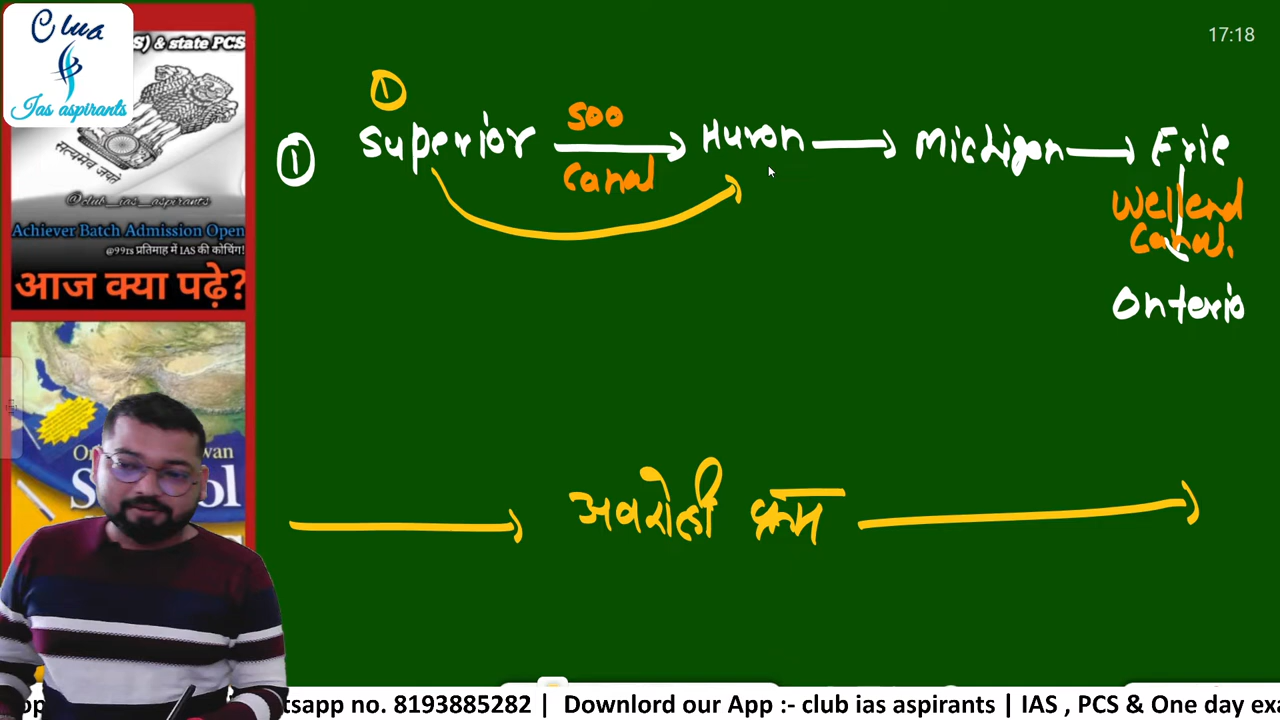 Club
Ias aspirants
S) & state PCS
सत्यमेव जयते
@club_ias_aspirants
Achiever Batch Admission Open
@99rs प्रतिमाह में IAS की कोचिंग!
आज क्या पढ़े?
17:18
①
① Superior → Huron → Michigan → Erie
Soo
Canal
Wellend
Canal.
Onterio
→ अवरोही क्रम →
tsapp no. 8193885282 | Downlord our App :- club ias aspirants | IAS , PCS & One day exa